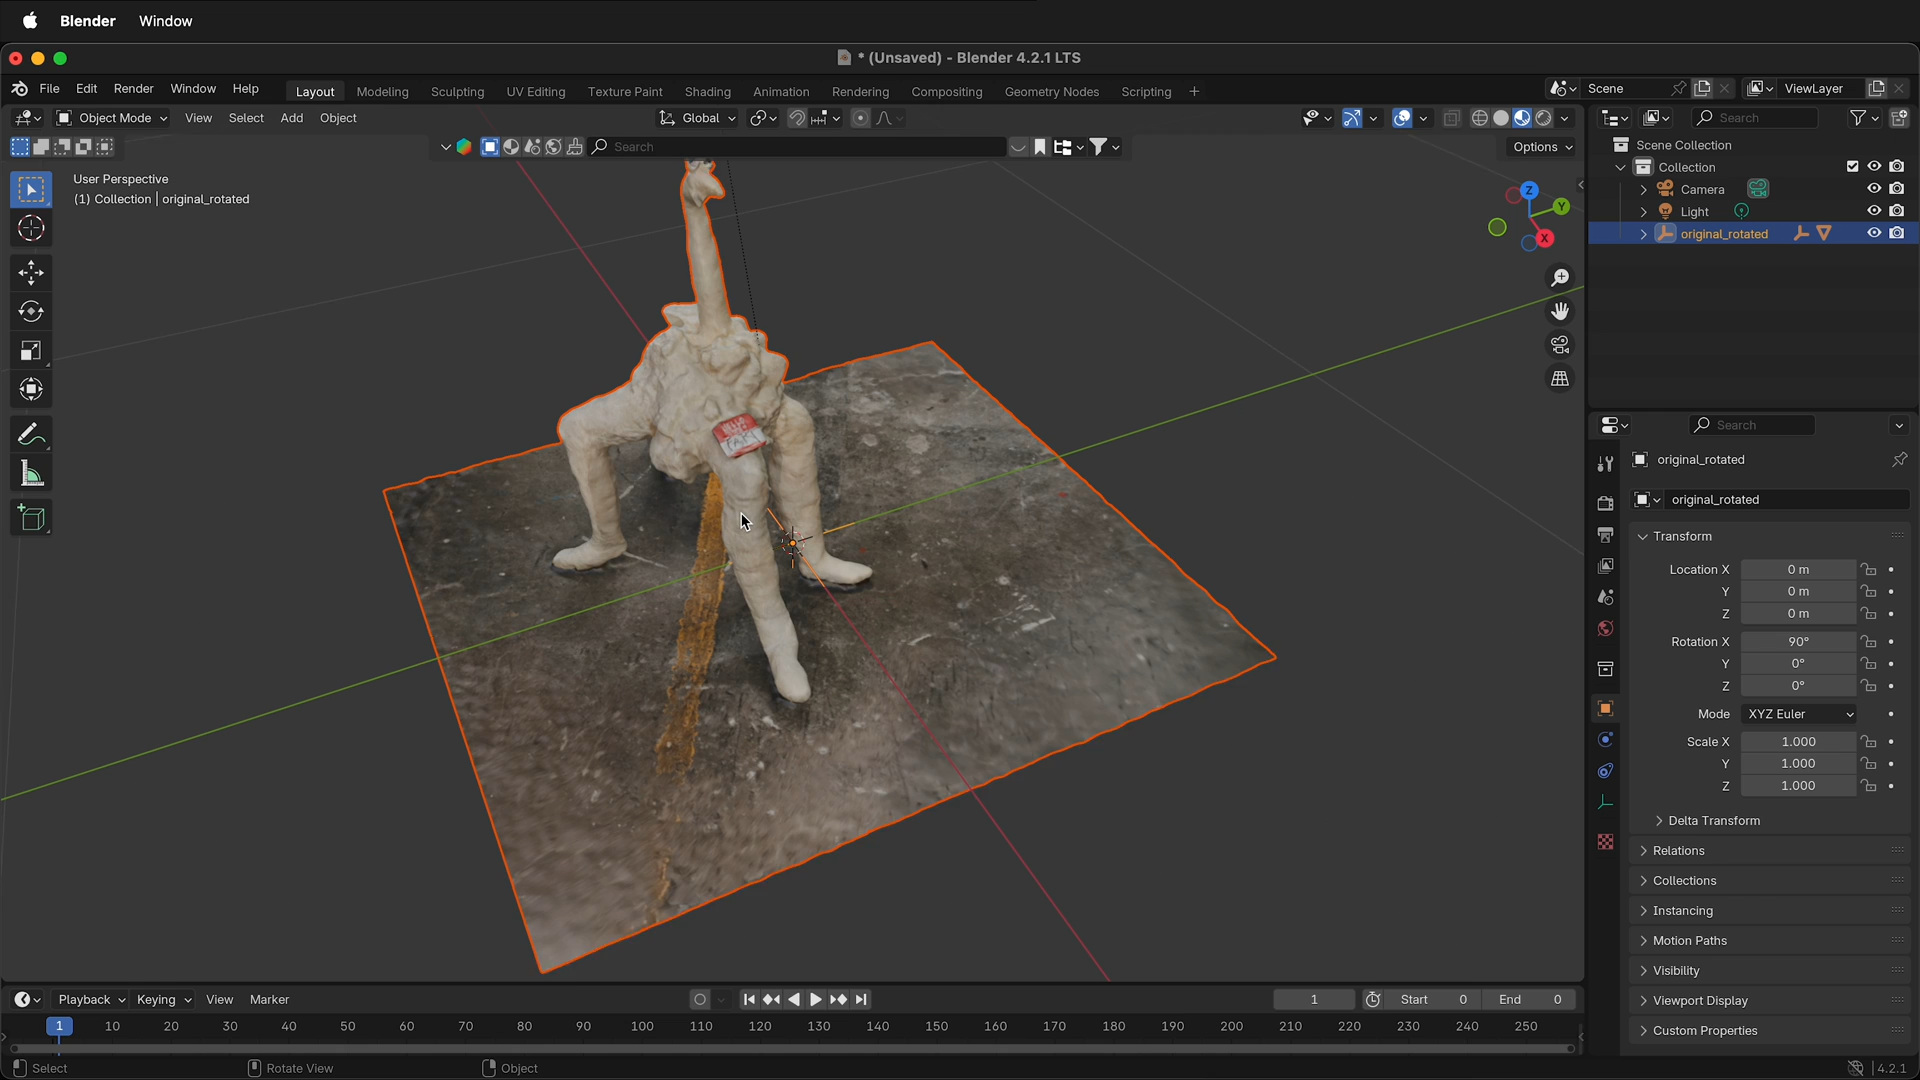 Blender Window
* (Unsaved) - Blender 4.2.1 LTS
File Edit Render Window Help Layout Modeling Sculpting UV Editing Texture Paint Shading Animation Rendering Compositing Geometry Nodes Scripting + Scene ViewLayer
Object Mode View Select Add Object Global Search
Search Options
Scene Collection
Collection
Camera
Light
original_rotated
User Perspective
(1) Collection | original_rotated
Z
Y
X
HELLO
Search
original_rotated
original_rotated
Transform
Location X 0 m
Y 0 m
Z 0 m
Rotation X 90°
Y 0°
Z 0°
Mode XYZ Euler
Scale X 1.000
Y 1.000
Z 1.000
Delta Transform
Relations
Collections
Instancing
Motion Paths
Visibility
Viewport Display
Custom Properties
Playback Keying View Marker 1 Start 0 End 0
1 10 20 30 40 50 60 70 80 90 100 110 120 130 140 150 160 170 180 190 200 210 220 230 240 250
Select Rotate View Object 4.2.1